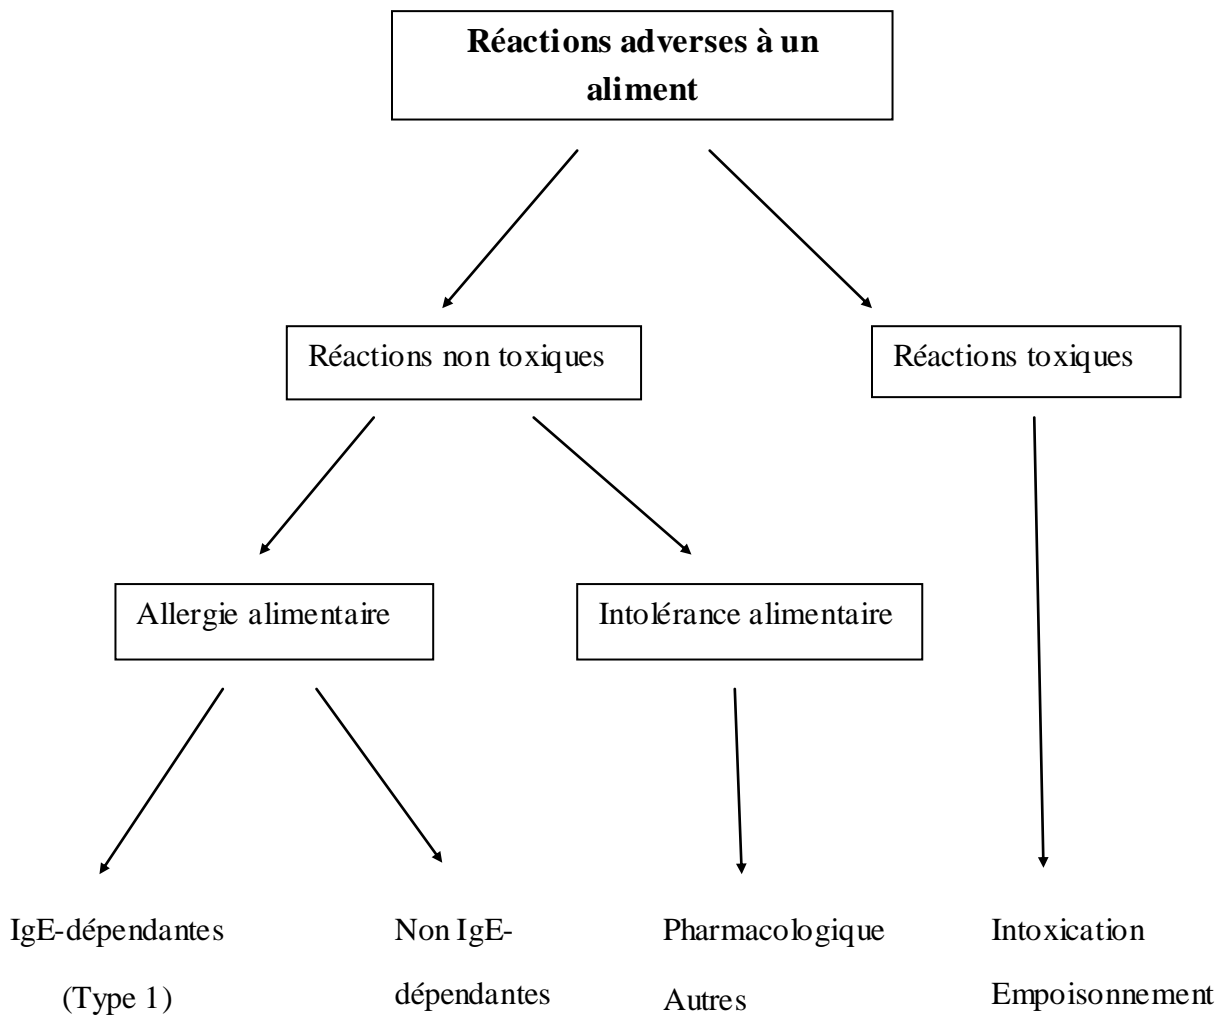 Réactions adverses à un
aliment
Réactions non toxiques
Réactions toxiques
Allergie alimentaire
Intolérance alimentaire
IgE-dépendantes
(Type 1)
Non IgE-
dépendantes
Pharmacologique
Autres
Intoxication
Empoisonnement